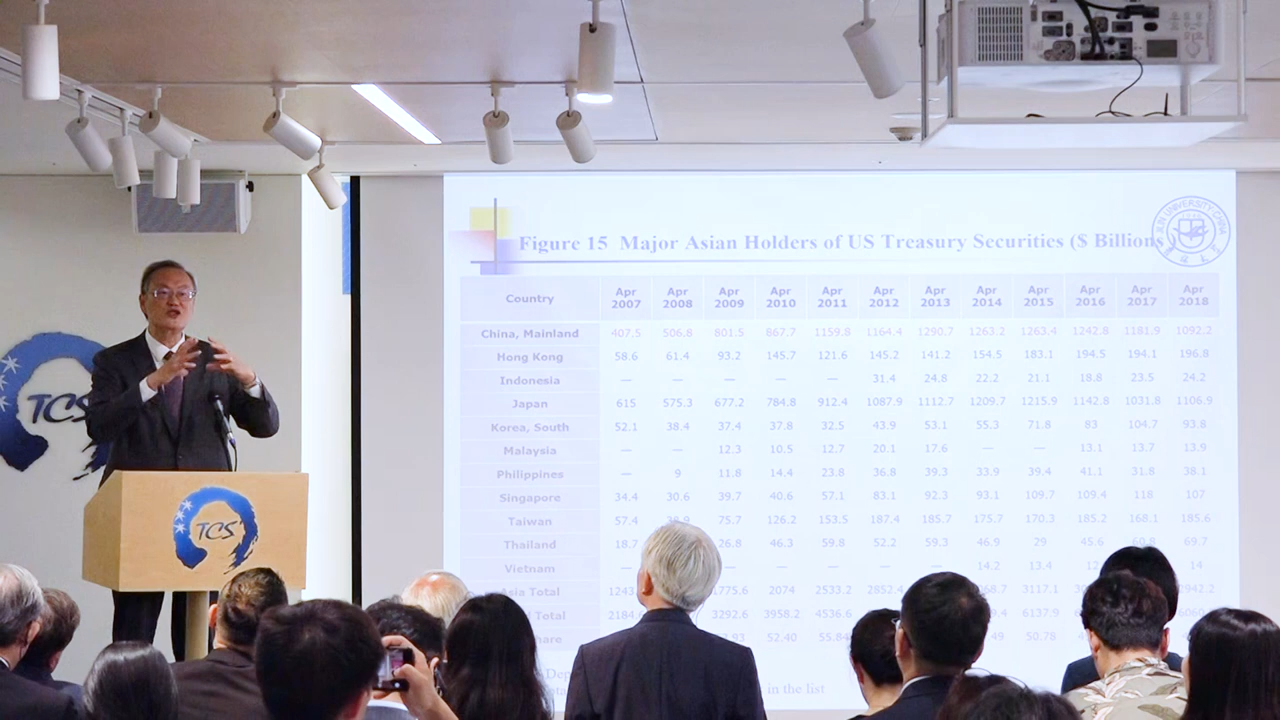 JILIN UNIVERSITY·CHINA
1946
Figure 15 Major Asian Holders of US Treasury Securities ($ Billions)
Country Apr 2007 Apr 2008 Apr 2009 Apr 2010 Apr 2011 Apr 2012 Apr 2013 Apr 2014 Apr 2015 Apr 2016 Apr 2017 Apr 2018
China, Mainland 407.5 506.8 801.5 867.7 1159.8 1164.4 1290.7 1263.2 1263.4 1242.8 1181.9 1092.2
Hong Kong 58.6 61.4 93.2 145.7 121.6 145.2 141.2 154.5 183.1 194.5 194.1 196.8
Indonesia — — — — — 31.4 24.8 22.2 21.1 18.8 23.5 24.2
Japan 615 575.3 677.2 784.8 912.4 1087.9 1112.7 1209.7 1215.9 1142.8 1031.8 1106.9
Korea, South 52.1 38.4 37.4 37.8 32.5 43.9 53.1 55.3 71.8 83 104.7 93.8
Malaysia — — 12.3 10.5 12.7 20.1 17.6 — — 13.1 13.7 13.9
Philippines — 9 11.8 14.4 23.8 36.8 39.3 33.9 39.4 41.1 31.8 38.1
Singapore 34.4 30.6 39.7 40.6 57.1 83.1 92.3 93.1 109.7 109.4 118 107
Taiwan 57.4 38.9 75.7 126.2 153.5 187.4 185.7 175.7 170.3 185.2 168.1 185.6
Thailand 18.7 26.8 46.3 59.8 52.2 59.3 46.9 29 45.6 60.8 69.7
Vietnam — — — — — — 14.2 13.4 14
Asia Total 1775.6 2074 2533.2 2852.4 3117.1
Total 3292.6 3958.2 4536.6 6137.9
52.40 55.84 50.78
in the list
TCS
TCS